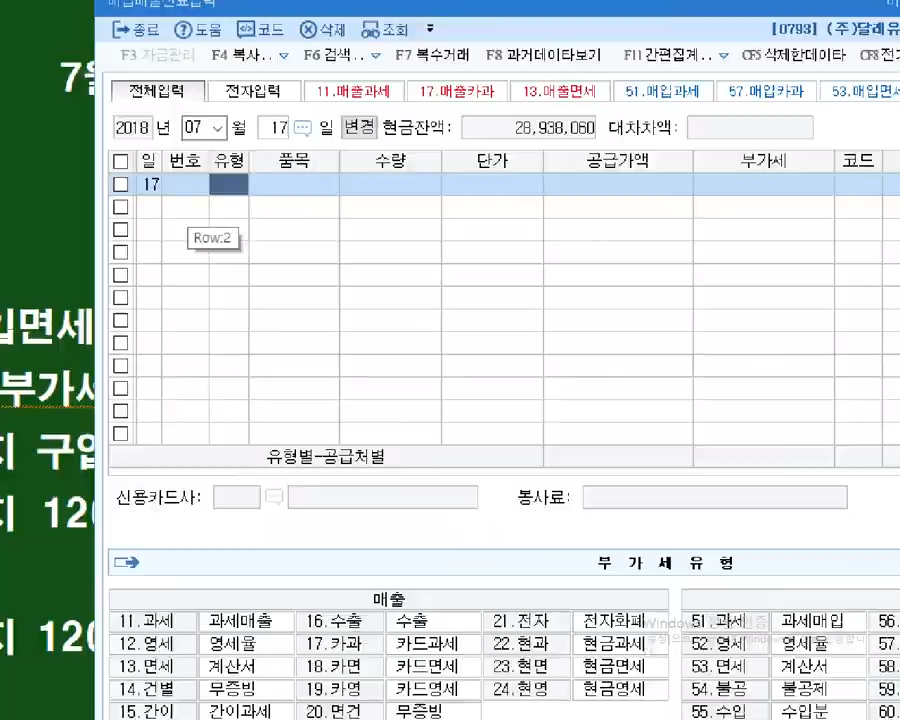 매입매출전표입력
종료 도움 코드 삭제 조회 [0793] (주)달레유
F3 자금관리 F4 복사.. F6 검색.. F7 복수거래 F8 과거데이타보기 F11 간편집계.. CF5 삭제한데이타 CF8 전기
전체입력 전자입력 11.매출과세 17.매출카과 13.매출면세 51.매입과세 57.매입카과 53.매입면세
2018 년 07 월 17 일 변경 현금잔액: 28,938,060 대차차액:
일 번호 유형 품목 수량 단가 공급가액 부가세 코드
17
Row:2
유형별-공급처별
신용카드사: 봉사료:
부 가 세 유 형
매출
11.과세 과세매출 16.수출 수출 21.전자 전자화폐 51.과세 과세매입 56.
12.영세 영세율 17.카과 카드과세 22.현과 현금과세 52.영세 영세율 57.
13.면세 계산서 18.카면 카드면세 23.현면 현금면세 53.면세 계산서 58.
14.건별 무증빙 19.카영 카드영세 24.현영 현금영세 54.불공 불공제 59.
15.간이 간이과세 20.면건 무증빙 55.수입 수입분 60.
7월
입면세
부가세
지 구입
지 120
지 120